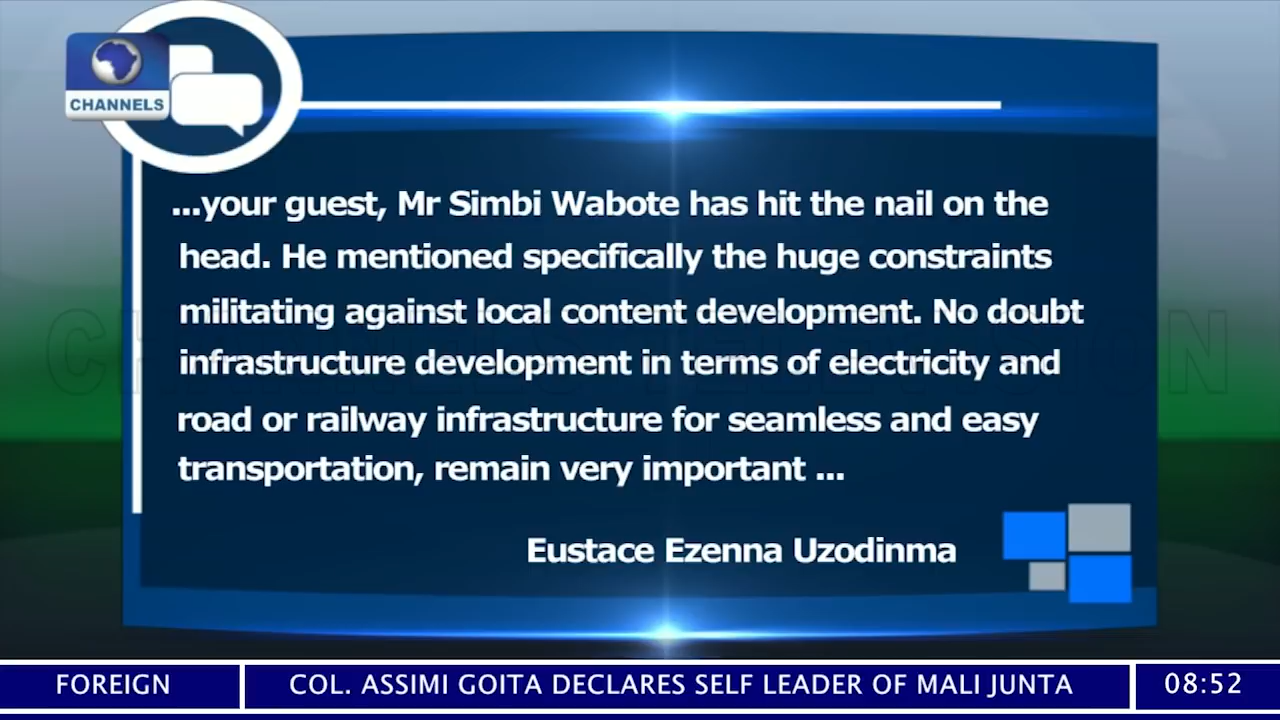 CHANNELS
...your guest, Mr Simbi Wabote has hit the nail on the
head. He mentioned specifically the huge constraints
militating against local content development. No doubt
infrastructure development in terms of electricity and
road or railway infrastructure for seamless and easy
transportation, remain very important ...
Eustace Ezenna Uzodinma
CHANNELS TELEVISION
FOREIGN
COL. ASSIMI GOITA DECLARES SELF LEADER OF MALI JUNTA
08:52